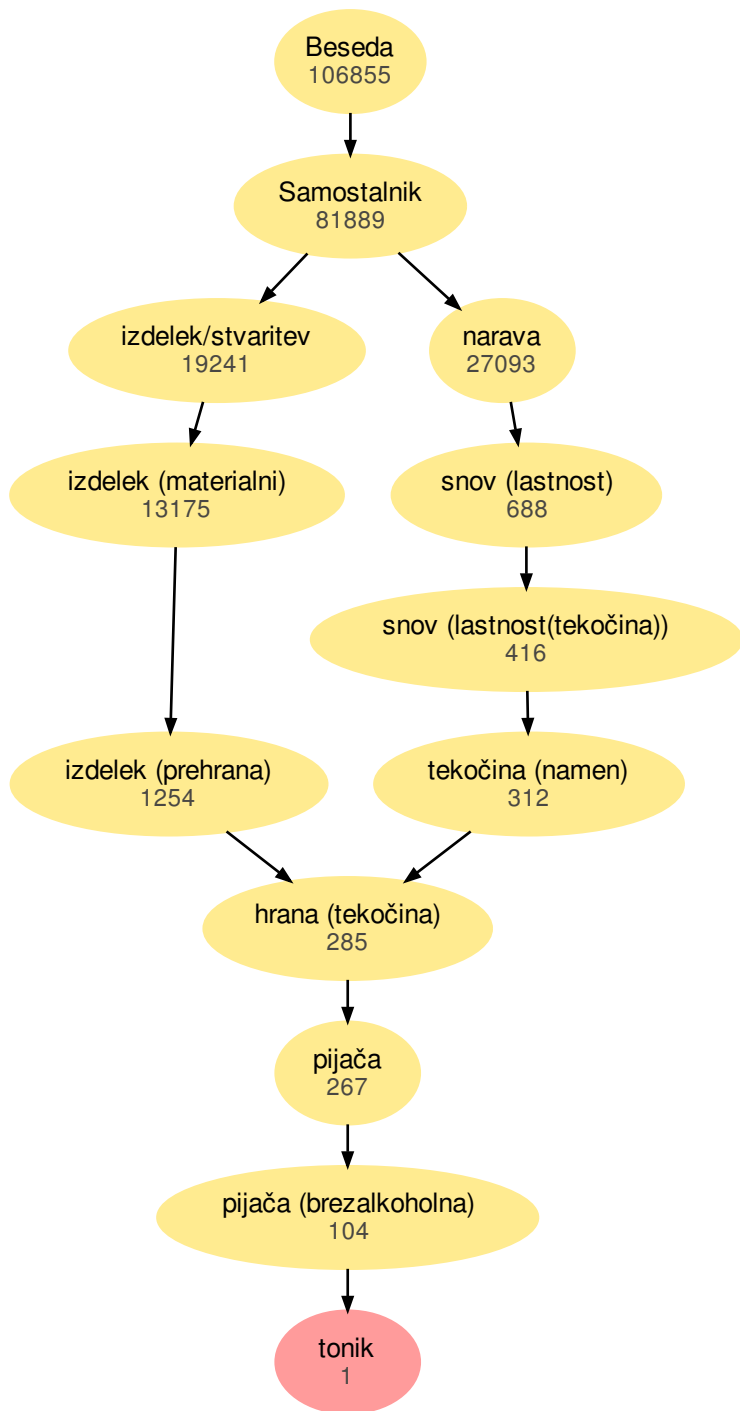 Beseda
106855
Samostalnik
81889
izdelek/stvaritev
19241
narava
27093
izdelek (materialni)
13175
snov (lastnost)
688
snov (lastnost(tekočina))
416
izdelek (prehrana)
1254
tekočina (namen)
312
hrana (tekočina)
285
pijača
267
pijača (brezalkoholna)
104
tonik
1